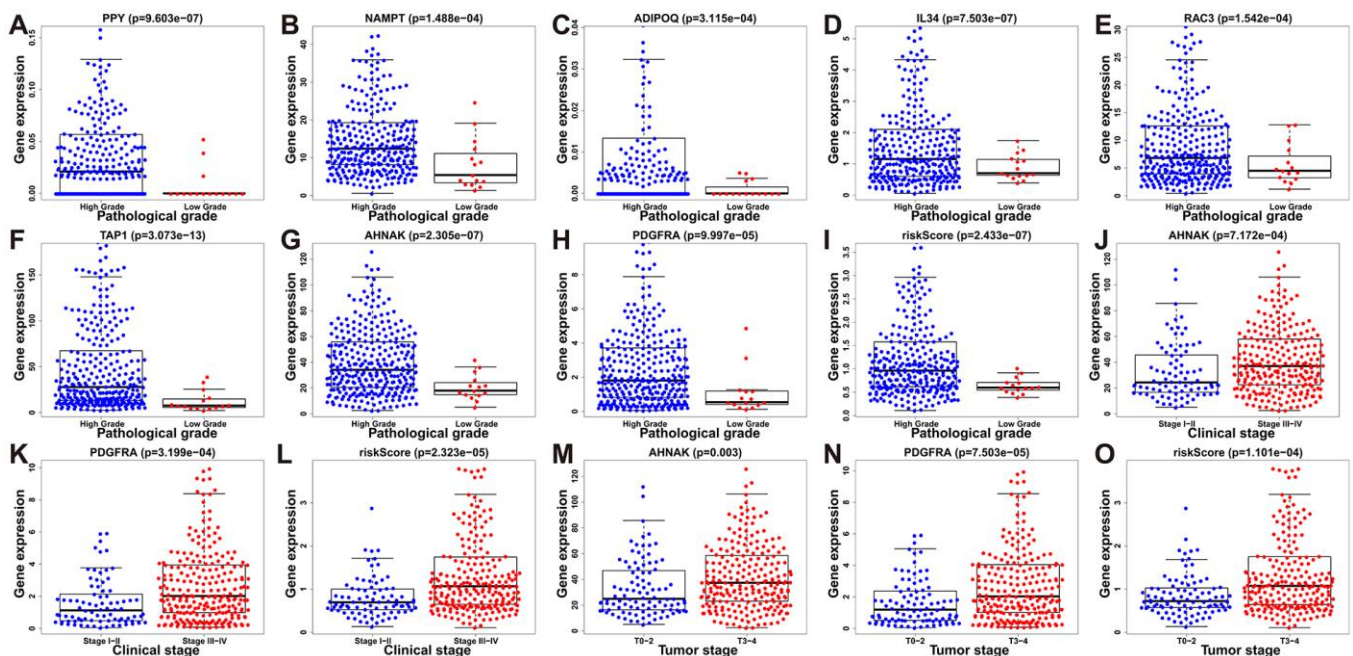 A PPY (p=9.603e−07)
Gene expression
0.15
0.10
0.05
0.00
High Grade Low Grade
Pathological grade
B NAMPT (p=1.488e−04)
Gene expression
40
30
20
10
0
High Grade Low Grade
Pathological grade
C ADIPOQ (p=3.115e−04)
Gene expression
0.04
0.03
0.02
0.01
0.00
High Grade Low Grade
Pathological grade
D IL34 (p=7.503e−07)
Gene expression
5
4
3
2
1
0
High Grade Low Grade
Pathological grade
E RAC3 (p=1.542e−04)
Gene expression
30
25
20
15
10
5
0
High Grade Low Grade
Pathological grade
F TAP1 (p=3.073e−13)
Gene expression
150
100
50
0
High Grade Low Grade
Pathological grade
G AHNAK (p=2.305e−07)
Gene expression
120
100
80
60
40
20
0
High Grade Low Grade
Pathological grade
H PDGFRA (p=9.997e−05)
Gene expression
8
6
4
2
0
High Grade Low Grade
Pathological grade
I riskScore (p=2.433e−07)
Gene expression
3.5
3.0
2.5
2.0
1.5
1.0
0.5
0.0
High Grade Low Grade
Pathological grade
J AHNAK (p=7.172e−04)
Gene expression
120
100
80
60
40
20
0
Stage I−II Stage III−IV
Clinical stage
K PDGFRA (p=3.199e−04)
Gene expression
10
8
6
4
2
0
Stage I−II Stage III−IV
Clinical stage
L riskScore (p=2.323e−05)
Gene expression
3
2
1
0
Stage I−II Stage III−IV
Clinical stage
M AHNAK (p=0.003)
Gene expression
120
100
80
60
40
20
0
T0−2 T3−4
Tumor stage
N PDGFRA (p=7.503e−05)
Gene expression
10
8
6
4
2
0
T0−2 T3−4
Tumor stage
O riskScore (p=1.101e−04)
Gene expression
3
2
1
0
T0−2 T3−4
Tumor stage